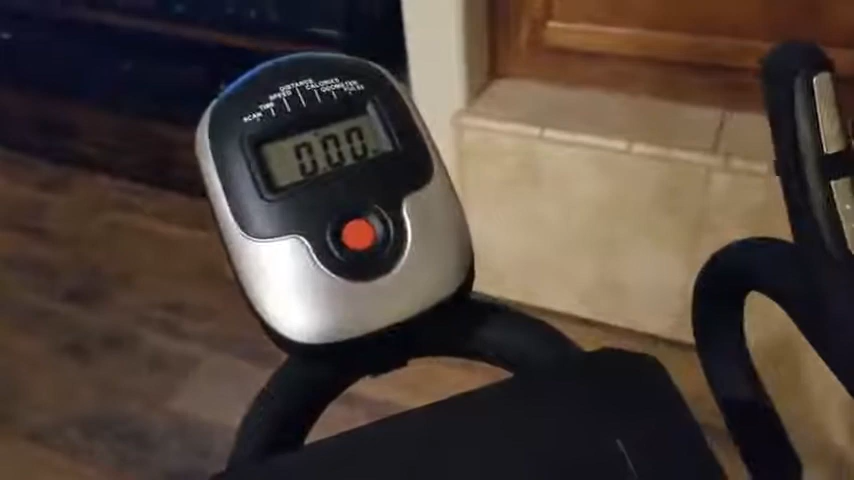 SCAN TIME SPEED DISTANCE CALORIES ODOMETER PULSE
0:00